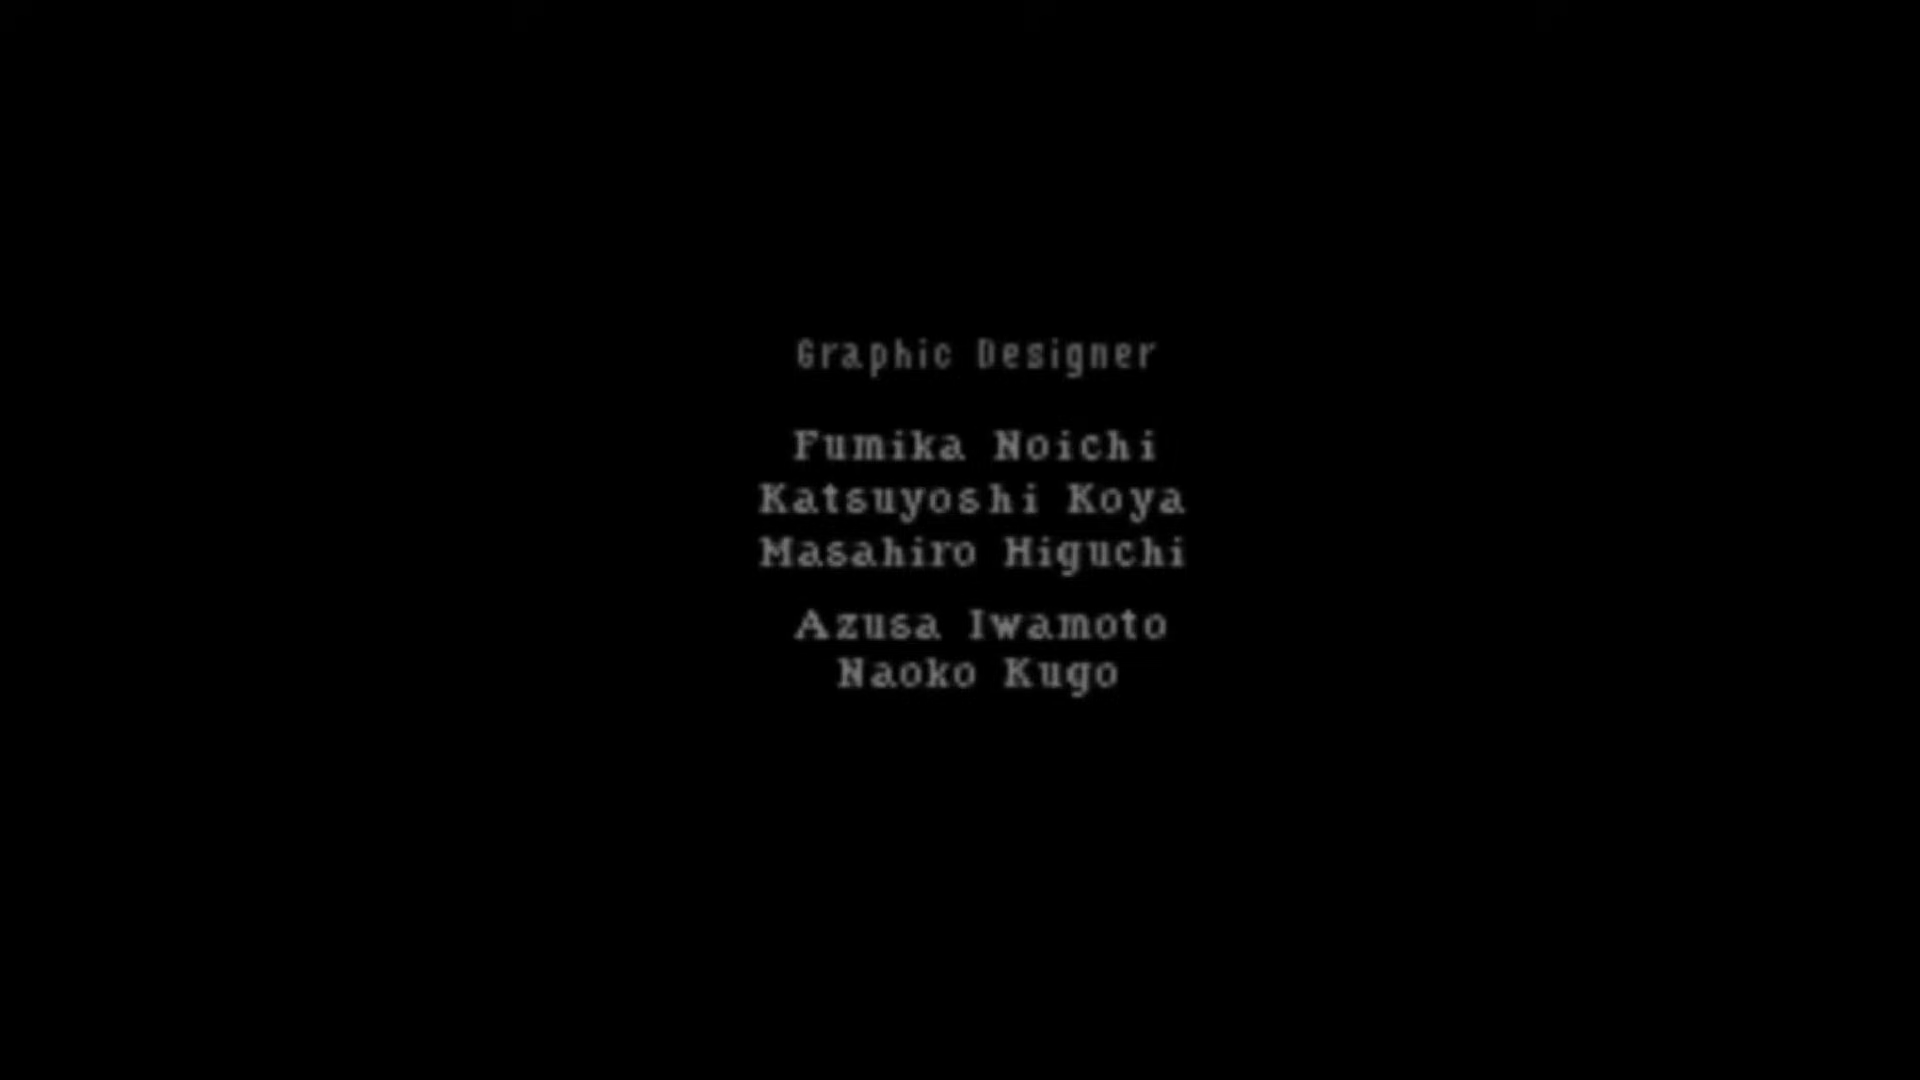 Graphic Designer
Fumika Noichi
Katsuyoshi Koya
Masahiro Higuchi
Azusa Iwamoto
Naoko Kugo